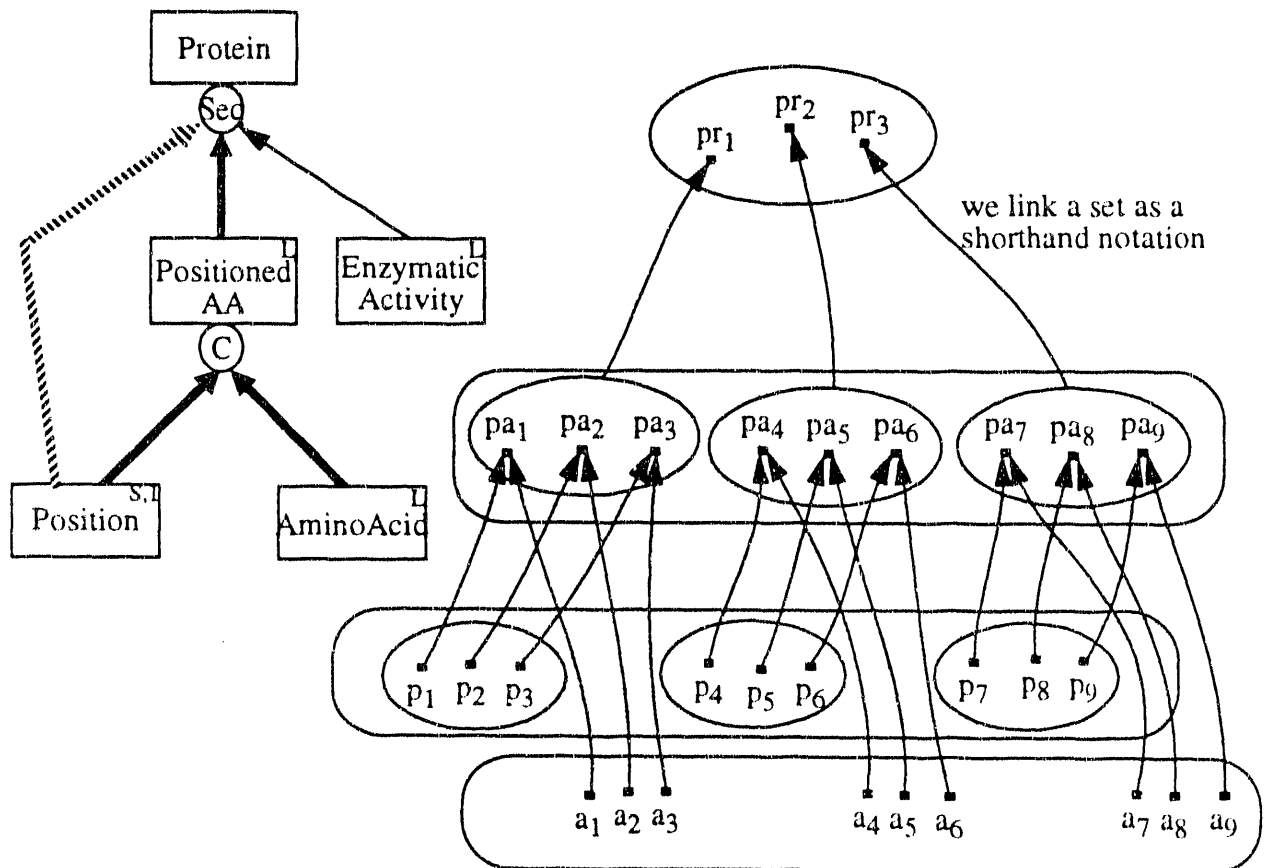 Protein
Seq
pr1 pr2 pr3
we link a set as a
shorthand notation
L
Positioned
AA
L
Enzymatic
Activity
C
pa1 pa2 pa3 pa4 pa5 pa6 pa7 pa8 pa9
S,L
Position
L
AminoAcid
p1 p2 p3 p4 p5 p6 p7 p8 p9
a1 a2 a3 a4 a5 a6 a7 a8 a9